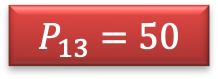 P₁₃ = 50